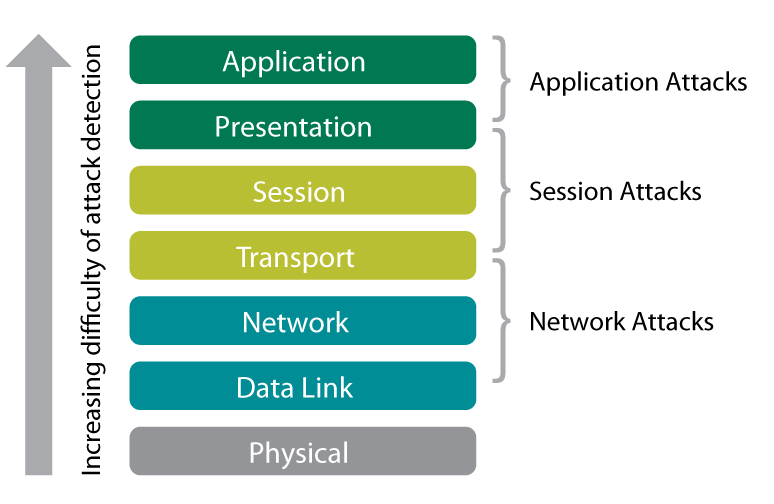 Increasing difficulty of attack detection
Application
Presentation
Session
Transport
Network
Data Link
Physical
Application Attacks
Session Attacks
Network Attacks